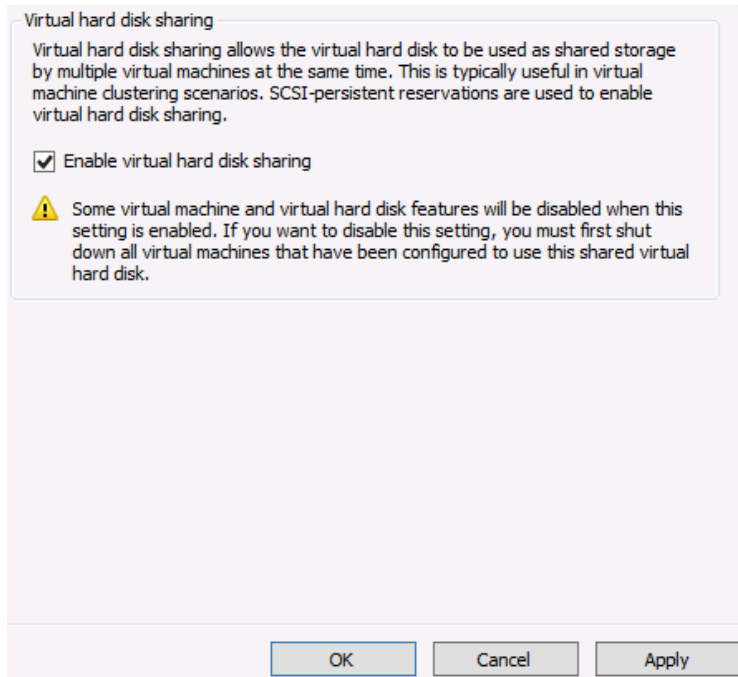 Virtual hard disk sharing
Virtual hard disk sharing allows the virtual hard disk to be used as shared storage
by multiple virtual machines at the same time. This is typically useful in virtual
machine clustering scenarios. SCSI-persistent reservations are used to enable
virtual hard disk sharing.
Enable virtual hard disk sharing
Some virtual machine and virtual hard disk features will be disabled when this
setting is enabled. If you want to disable this setting, you must first shut
down all virtual machines that have been configured to use this shared virtual
hard disk.
OK Cancel Apply